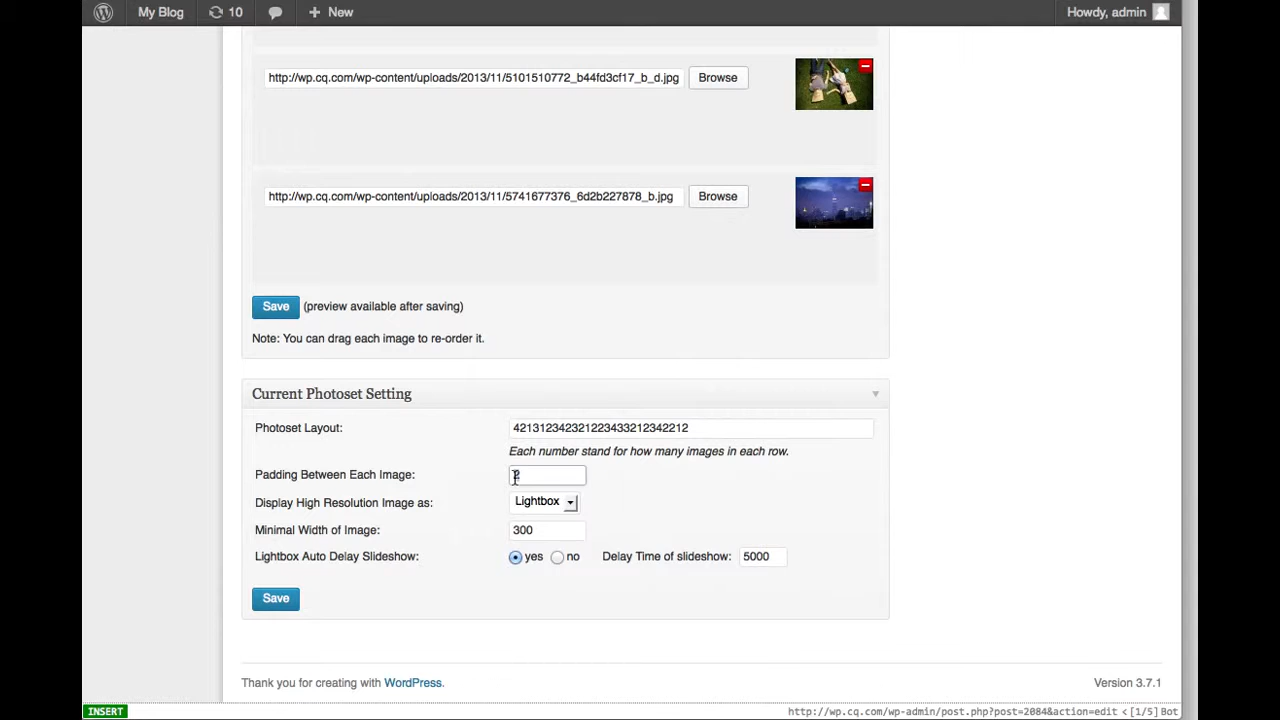 My Blog 10 + New Howdy, admin
http://wp.cq.com/wp-content/uploads/2013/11/5101510772_b44fd3cf17_b_d.jpg Browse
http://wp.cq.com/wp-content/uploads/2013/11/5741677376_6d2b227878_b.jpg Browse
Save (preview available after saving)
Note: You can drag each image to re-order it.
Current Photoset Setting
Photoset Layout: 4213123423212223433212342212
Each number stand for how many images in each row.
Padding Between Each Image: 2
Display High Resolution Image as: Lightbox
Minimal Width of Image: 300
Lightbox Auto Delay Slideshow: yes no Delay Time of slideshow: 5000
Save
Thank you for creating with WordPress. Version 3.7.1
INSERT http://wp.cq.com/wp-admin/post.php?post=2084&action=edit < [1/5] Bot